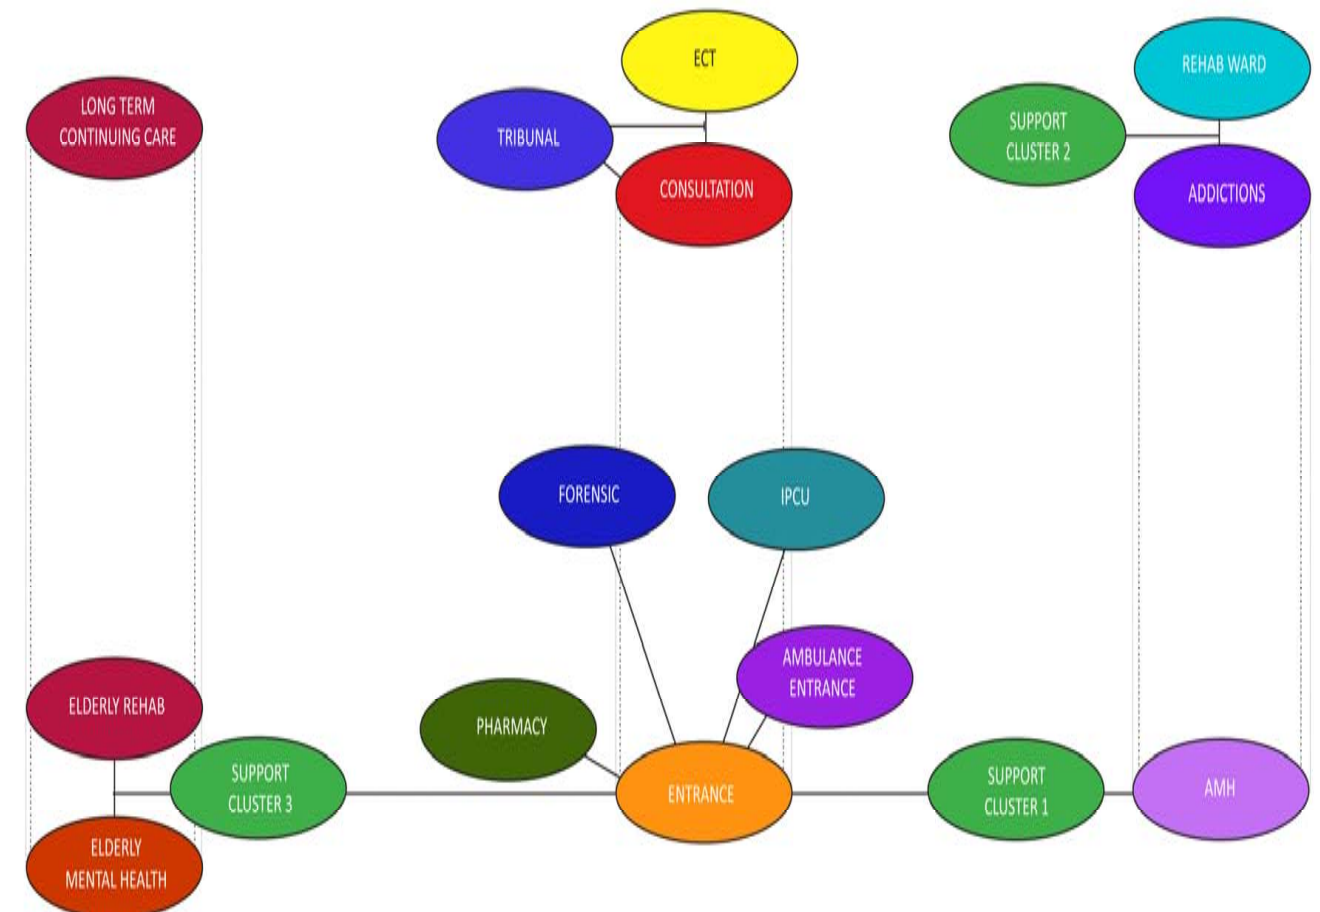 ECT
REHAB WARD
LONG TERM
CONTINUING CARE
TRIBUNAL
SUPPORT
CLUSTER 2
CONSULTATION
ADDICTIONS
FORENSIC
IPCU
AMBULANCE
ENTRANCE
ELDERLY REHAB
PHARMACY
SUPPORT
CLUSTER 3
ENTRANCE
SUPPORT
CLUSTER 1
AMH
ELDERLY
MENTAL HEALTH